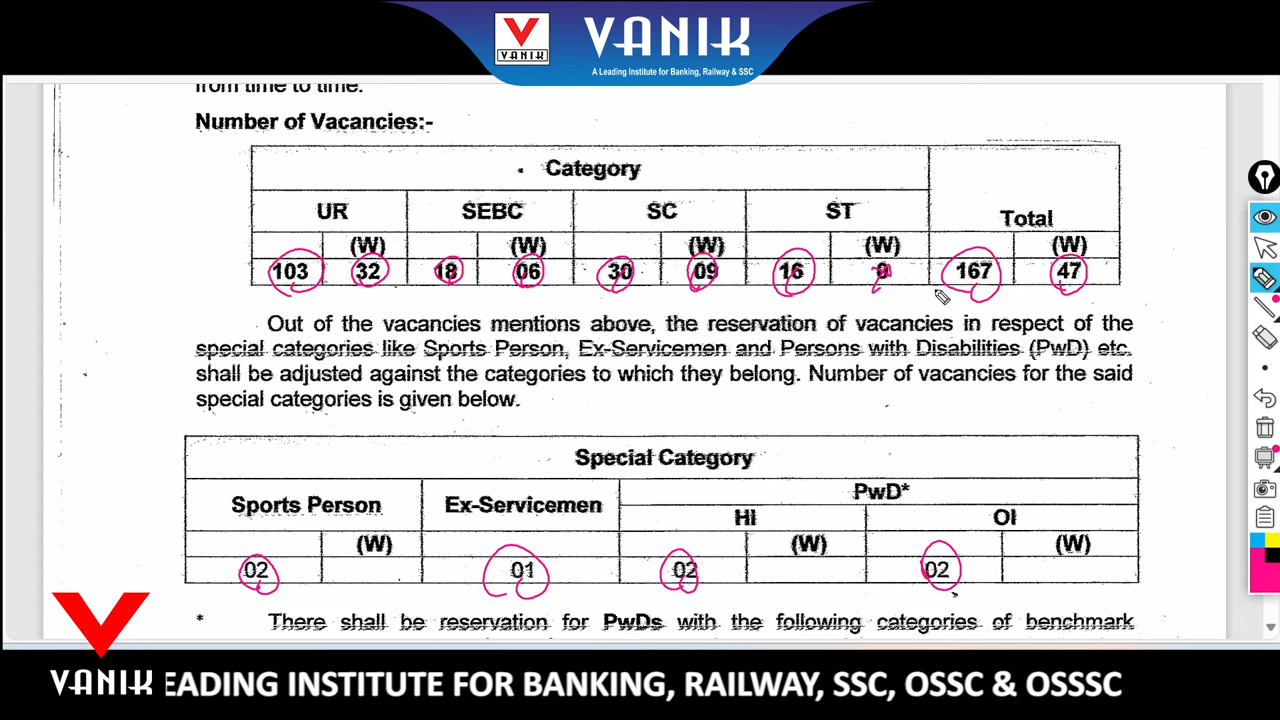 VANIK
VANIK
A Leading Institute for Banking, Railway & SSC
from time to time.
Number of Vacancies:-
Category
UR SEBC SC ST Total
(W) (W) (W) (W) (W)
103 32 18 06 30 09 16 167 47
Out of the vacancies mentions above, the reservation of vacancies in respect of the
special categories like Sports Person, Ex-Servicemen and Persons with Disabilities (PwD) etc.
shall be adjusted against the categories to which they belong. Number of vacancies for the said
special categories is given below.
Special Category
Sports Person Ex-Servicemen PwD*
HI OI
(W) (W) (W)
02 01 02 02
* There shall be reservation for PwDs with the following categories of benchmark
VANIK
EADING INSTITUTE FOR BANKING, RAILWAY, SSC, OSSC & OSSSC